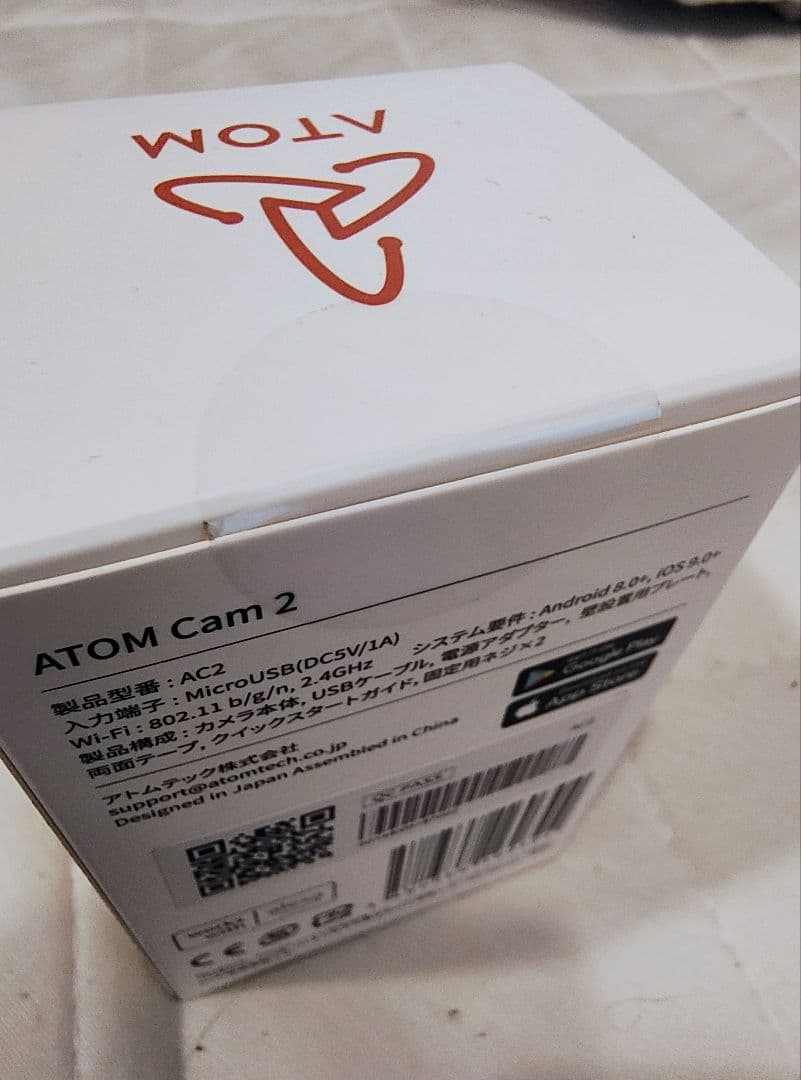 ATOM
ATOM Cam 2
製品型番 : AC2
入力端子 : MicroUSB(DC5V/1A) システム要件 : Android 8.0+, iOS 9.0+
Wi-Fi : 802.11 b/g/n, 2.4GHz
製品構成 : カメラ本体, USBケーブル, 電源アダプター, 壁設置用プレート,
両面テープ, クイックスタートガイド, 固定用ネジ×2
Google Play
App Store
アトムテック株式会社
support@atomtech.co.jp
Designed in Japan Assembled in China
PASS